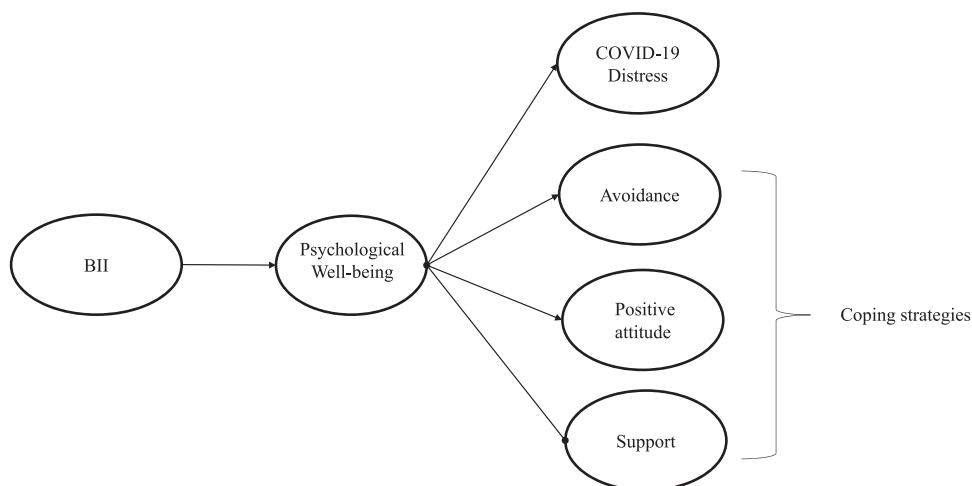 COVID-19
Distress
Avoidance
BII
Psychological
Well-being
Positive
attitude
Coping strategies
Support